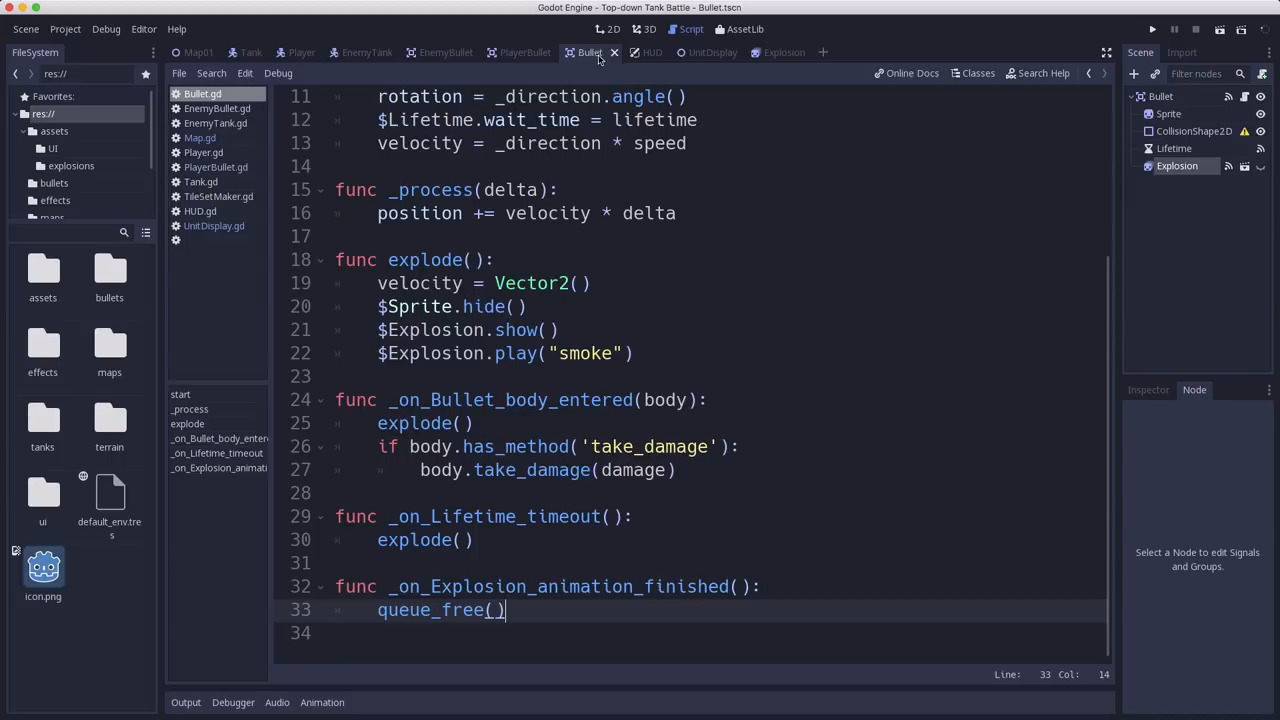 Godot Engine - Top-down Tank Battle - Bullet.tscn
Scene Project Debug Editor Help
2D 3D Script AssetLib
FileSystem
Map01 Tank Player EnemyTank EnemyBullet PlayerBullet Bullet HUD UnitDisplay Explosion
Scene Import
res://
File Search Edit Debug
Online Docs Classes Search Help
Filter nodes
Favorites:
res://
assets
UI
explosions
bullets
effects
maps
assets
bullets
effects
maps
tanks
terrain
ui
default_env.tre
s
icon.png
Bullet.gd
EnemyBullet.gd
EnemyTank.gd
Map.gd
Player.gd
PlayerBullet.gd
Tank.gd
TileSetMaker.gd
HUD.gd
UnitDisplay.gd
start
_process
explode
_on_Bullet_body_entere
_on_Lifetime_timeout
_on_Explosion_animati
11 rotation = _direction.angle()
12 $Lifetime.wait_time = lifetime
13 velocity = _direction * speed
14
15 func _process(delta):
16 position += velocity * delta
17
18 func explode():
19 velocity = Vector2()
20 $Sprite.hide()
21 $Explosion.show()
22 $Explosion.play("smoke")
23
24 func _on_Bullet_body_entered(body):
25 explode()
26 if body.has_method('take_damage'):
27 body.take_damage(damage)
28
29 func _on_Lifetime_timeout():
30 explode()
31
32 func _on_Explosion_animation_finished():
33 queue_free()
34
Line: 33 Col: 14
Output Debugger Audio Animation
Bullet
Sprite
CollisionShape2D
Lifetime
Explosion
Inspector Node
Select a Node to edit Signals
and Groups.